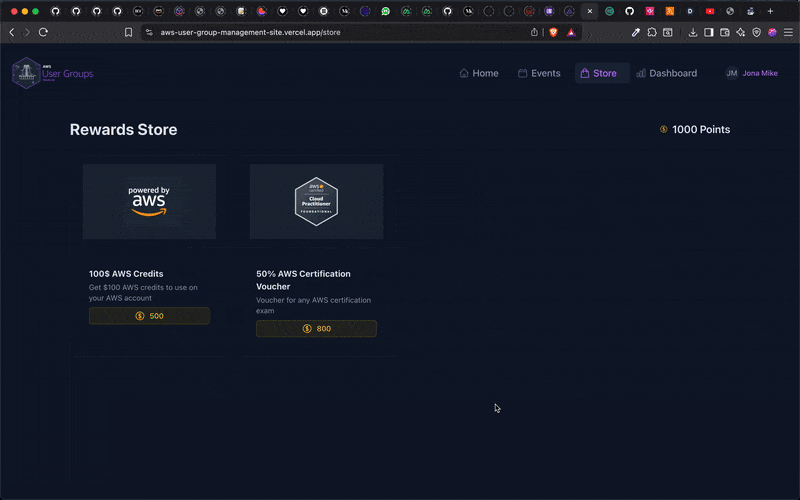 aws-user-group-management-site.vercel.app/store
AWS
User Groups
Home
Events
Store
Dashboard
JM
Jona Mike
Rewards Store
1000 Points
powered by
aws
aws
certified
Cloud
Practitioner
FOUNDATIONAL
100$ AWS Credits
Get $100 AWS credits to use on
your AWS account
500
50% AWS Certification
Voucher
Voucher for any AWS certification
exam
800